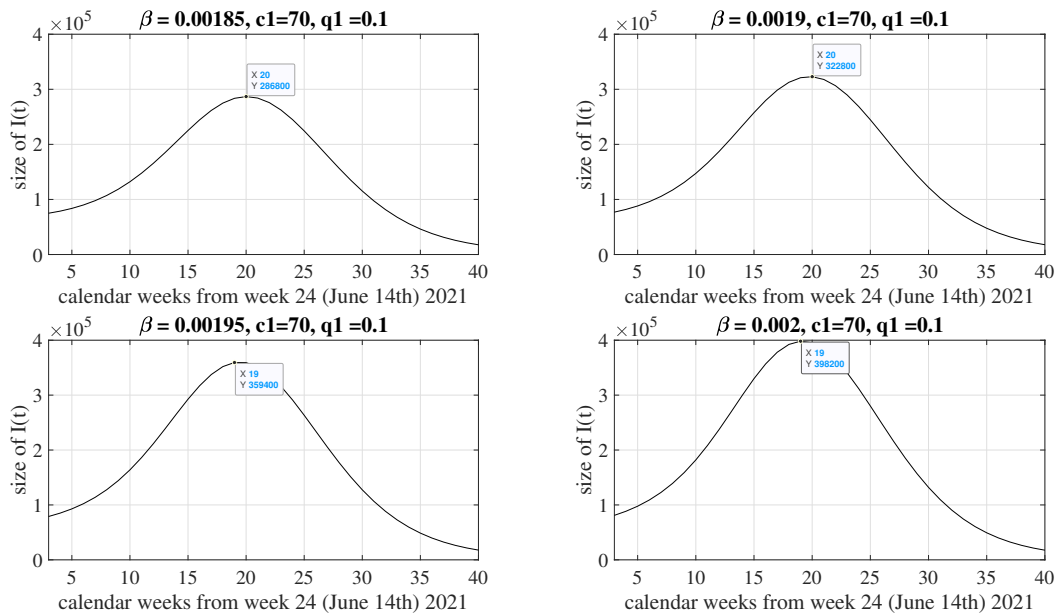 β = 0.00185, c1=70, q1 =0.1
×10^5
size of I(t)
4
3
2
1
0
X 20
Y 286800
5 10 15 20 25 30 35 40
calendar weeks from week 24 (June 14th) 2021
β = 0.0019, c1=70, q1 =0.1
×10^5
size of I(t)
4
3
2
1
0
X 20
Y 322800
5 10 15 20 25 30 35 40
calendar weeks from week 24 (June 14th) 2021
β = 0.00195, c1=70, q1 =0.1
×10^5
size of I(t)
4
3
2
1
0
X 19
Y 359400
5 10 15 20 25 30 35 40
calendar weeks from week 24 (June 14th) 2021
β = 0.002, c1=70, q1 =0.1
×10^5
size of I(t)
4
3
2
1
0
X 19
Y 398200
5 10 15 20 25 30 35 40
calendar weeks from week 24 (June 14th) 2021